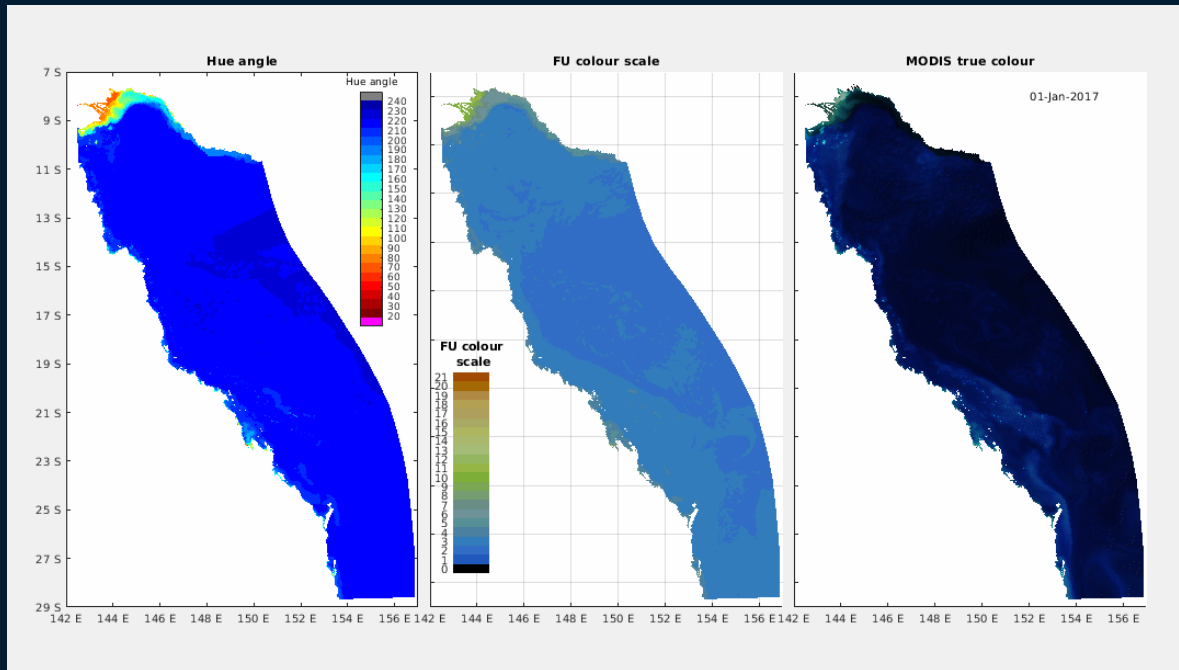 Hue angle
FU colour scale
MODIS true colour
Hue angle
240
230
220
210
200
190
180
170
160
150
140
130
120
110
100
90
80
70
60
50
40
30
20
01-Jan-2017
7 S
9 S
11 S
13 S
15 S
17 S
19 S
21 S
23 S
25 S
27 S
29 S
FU colour
scale
21
20
19
18
17
16
15
14
13
12
11
10
9
8
7
6
5
4
3
2
1
0
142 E 144 E 146 E 148 E 150 E 152 E 154 E 156 E
142 E 144 E 146 E 148 E 150 E 152 E 154 E 156 E
142 E 144 E 146 E 148 E 150 E 152 E 154 E 156 E